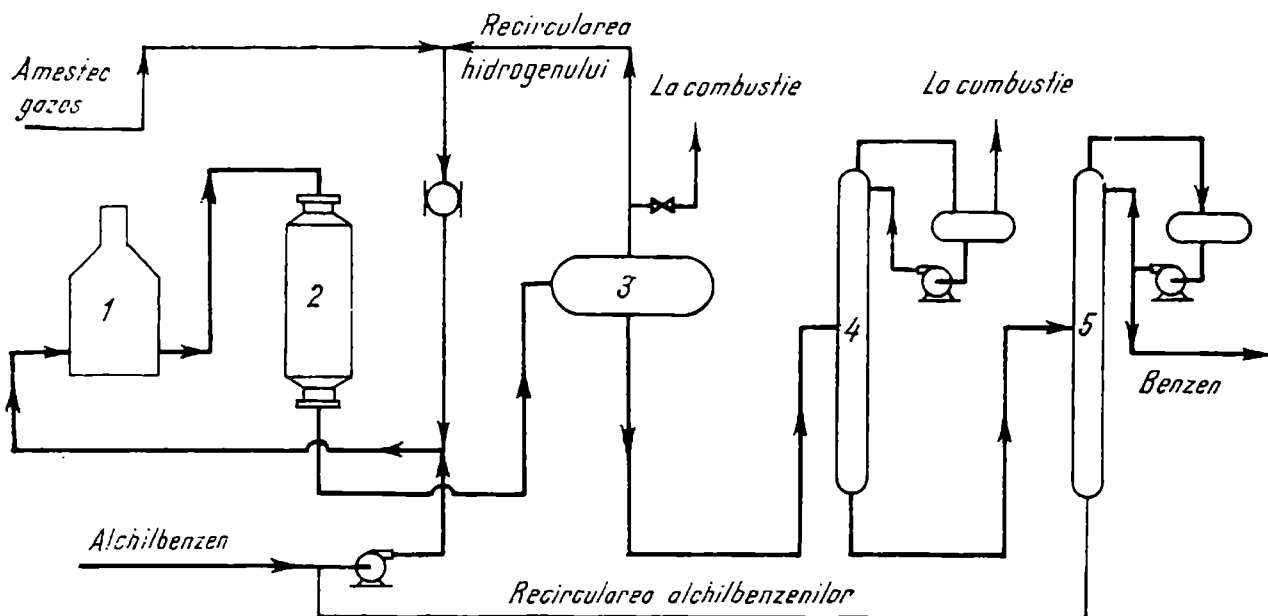 Recircularea
hidrogenului
Amestec
gazos
La combustie
La combustie
1
2
3
4
5
Benzen
Alchilbenzen
Recircularea alchilbenzenilor